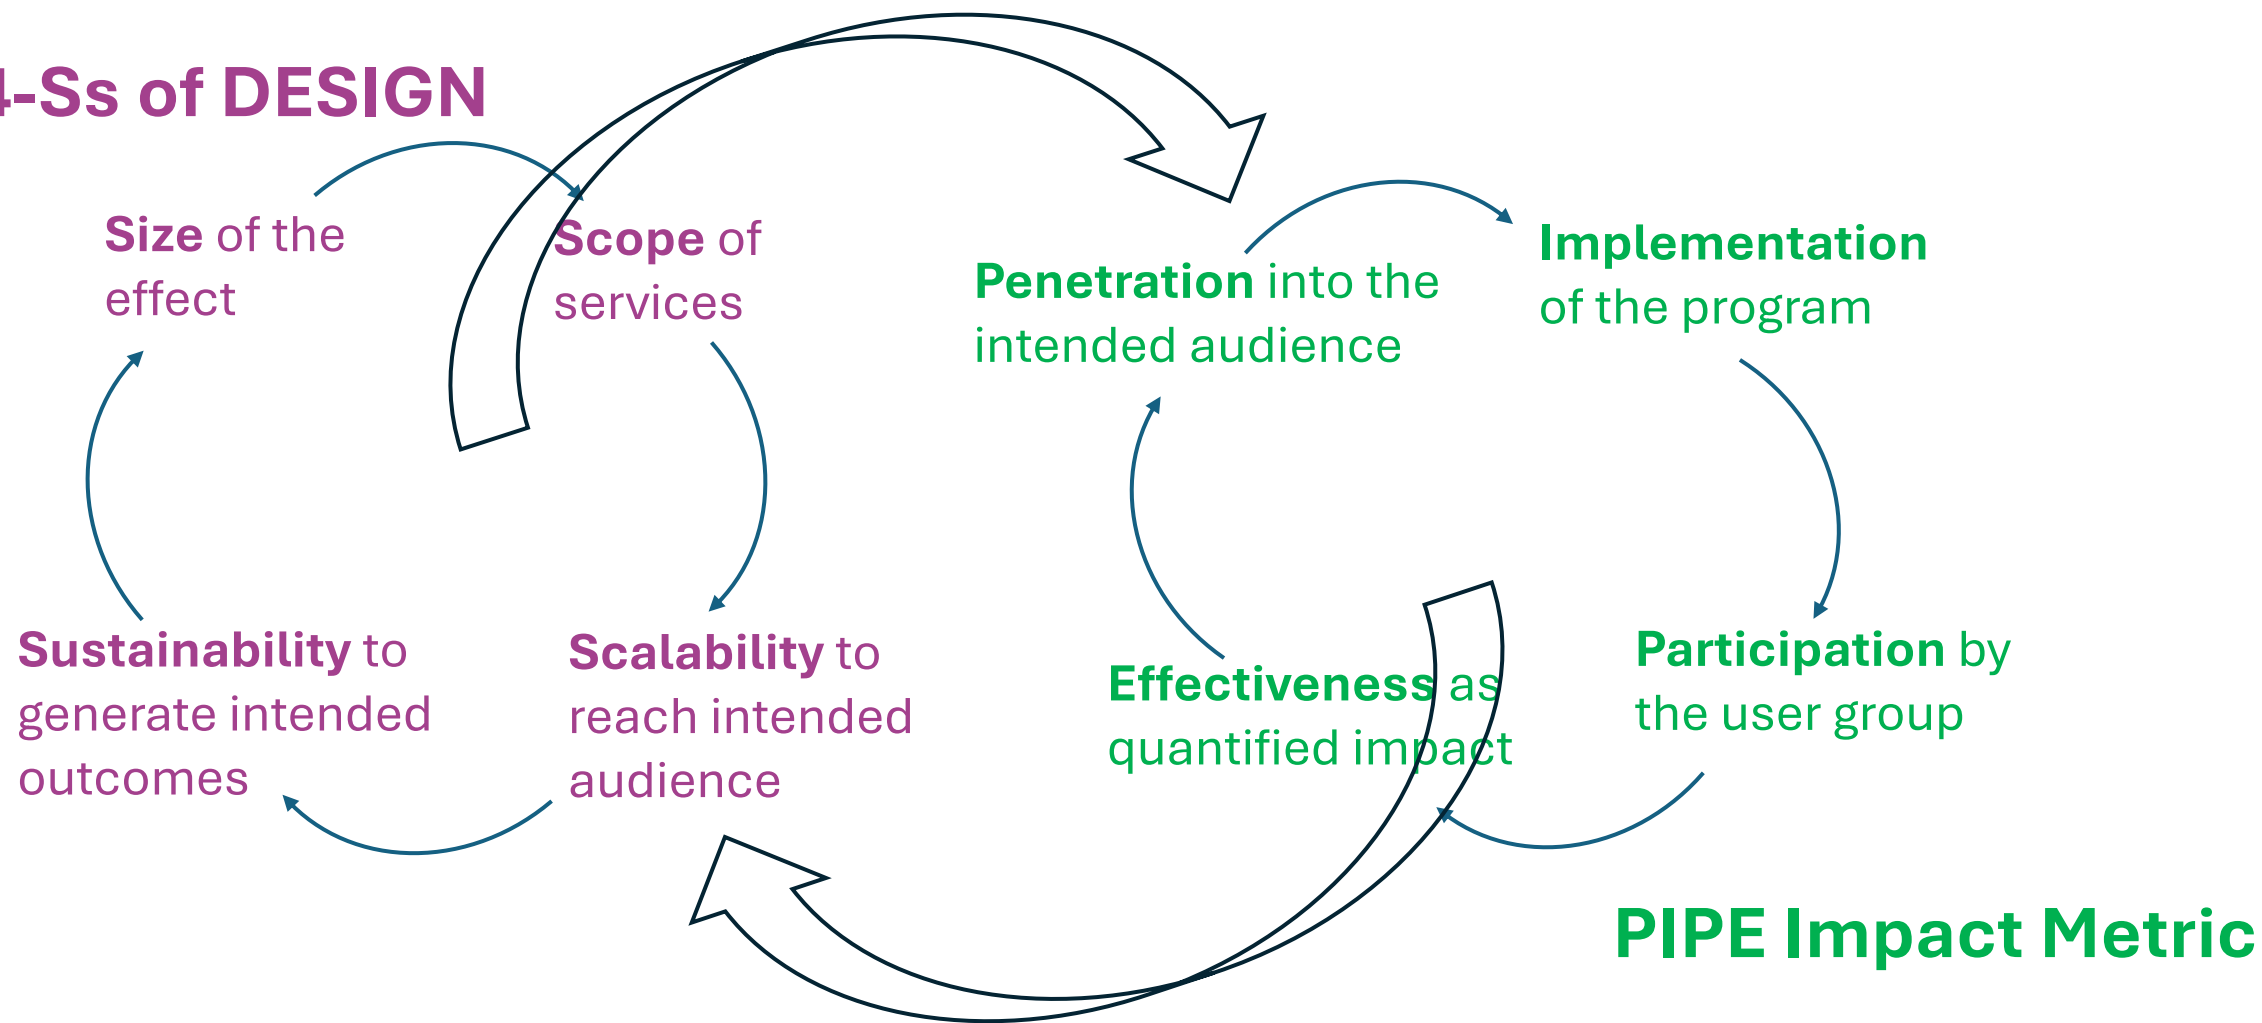 4-Ss of DESIGN
Size of the
effect
Scope of
services
Scalability to
reach intended
audience
Sustainability to
generate intended
outcomes
Penetration into the
intended audience
Implementation
of the program
Participation by
the user group
Effectiveness as
quantified impact
PIPE Impact Metric